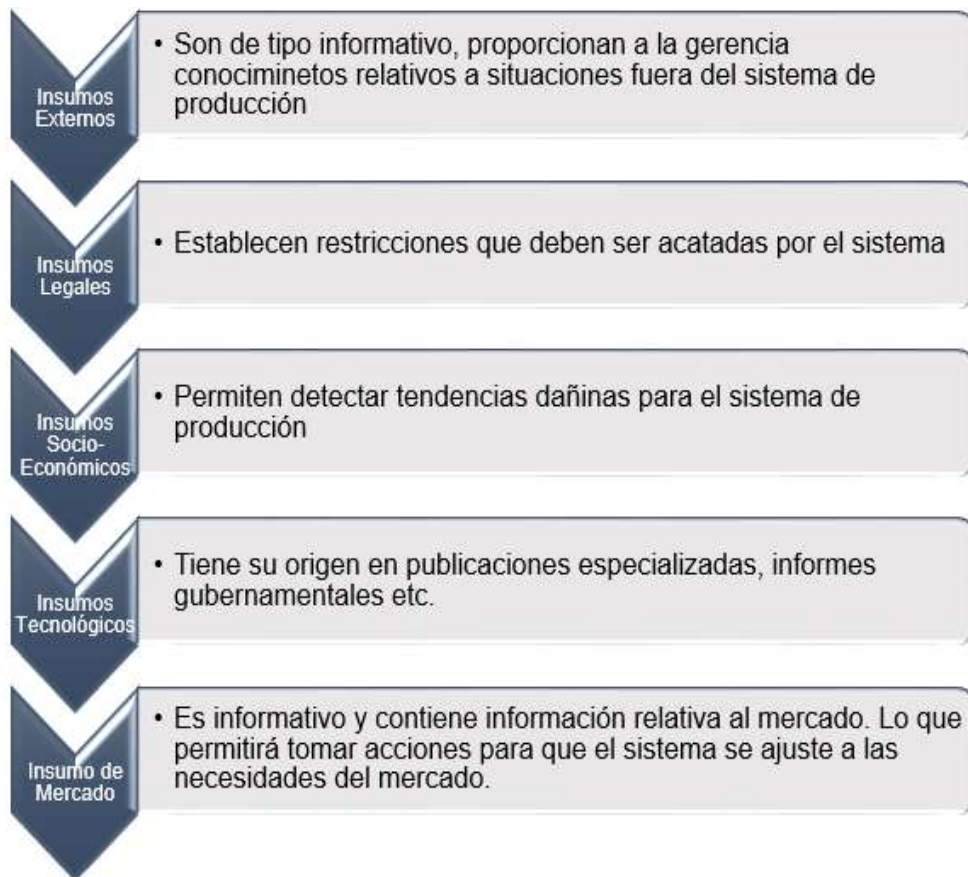 Insumos
Externos
• Son de tipo informativo, proporcionan a la gerencia
conociminetos relativos a situaciones fuera del sistema de
producción
Insumos
Legales
• Establecen restricciones que deben ser acatadas por el sistema
Insumos
Socio-
Económicos
• Permiten detectar tendencias dañinas para el sistema de
producción
Insumos
Tecnológicos
• Tiene su origen en publicaciones especializadas, informes
gubernamentales etc.
Insumo de
Mercado
• Es informativo y contiene información relativa al mercado. Lo que
permitirá tomar acciones para que el sistema se ajuste a las
necesidades del mercado.